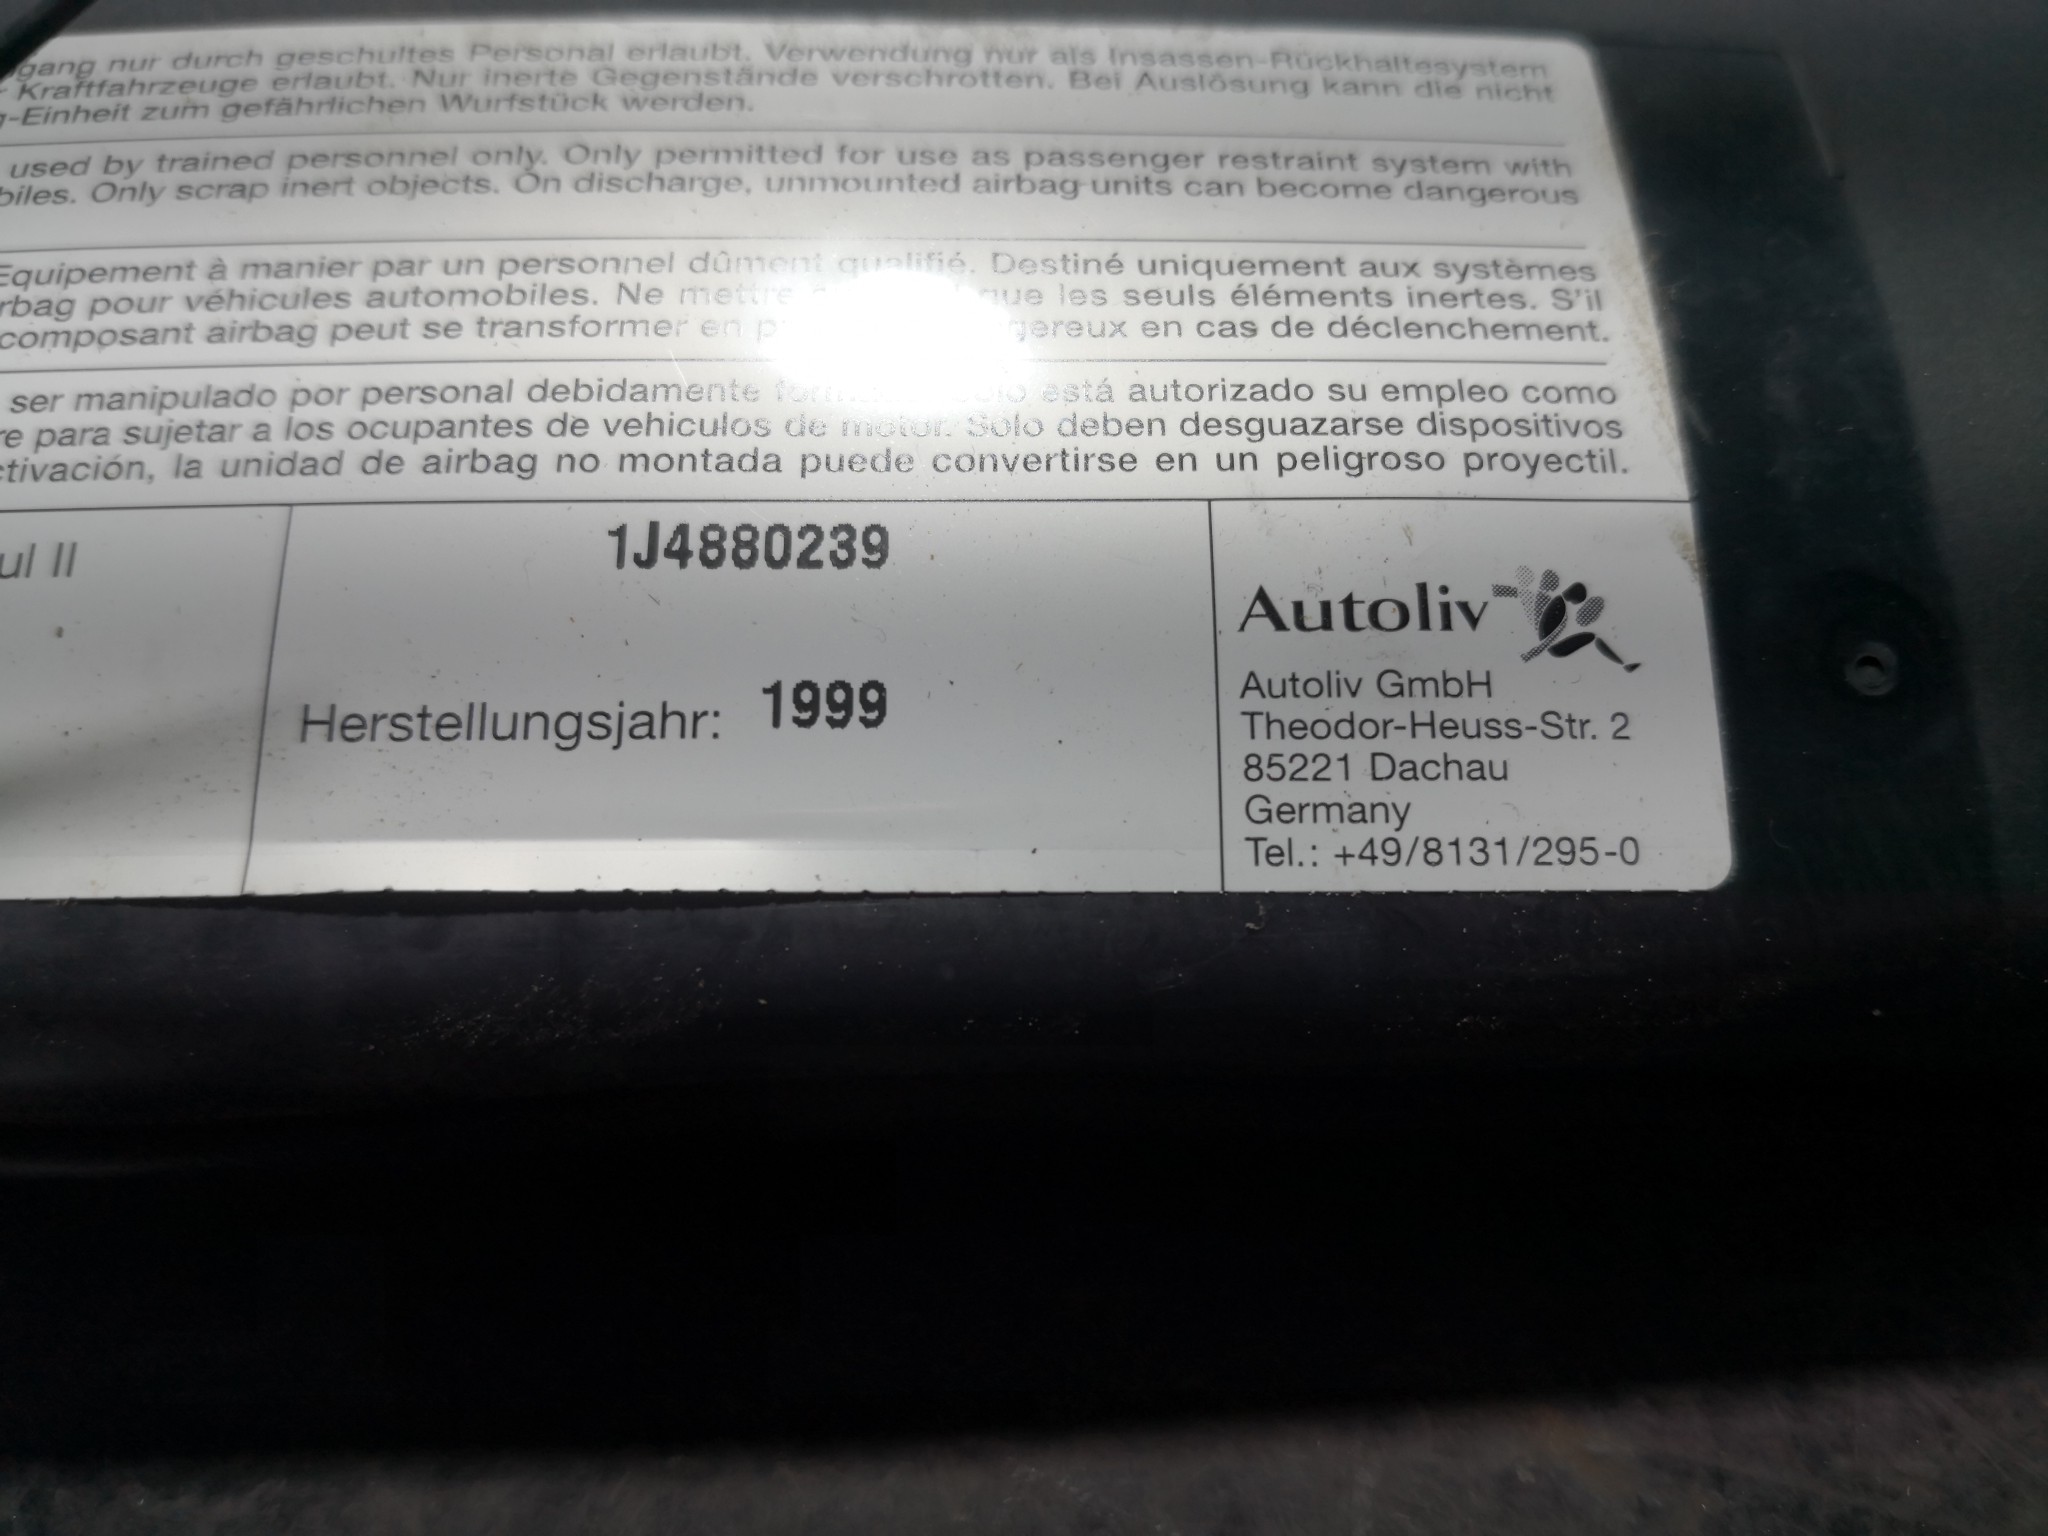 nur durch geschultes Personal erlaubt. Verwendung nur als Insassen-Rückhaltesystem
Kraftfahrzeuge erlaubt. Nur inerte Gegenstände verschrotten. Bei Auslösung kann die nicht
-Einheit zum gefährlichen Wurfstück werden.
used by trained personnel only. Only permitted for use as passenger restraint system with
biles. Only scrap inert objects. On discharge, unmounted airbag units can become dangerous
Equipement à manier par un personnel dûment qualifié. Destiné uniquement aux systèmes
rbag pour véhicules automobiles. Ne mettre que les seuls éléments inertes. S'il
composant airbag peut se transformer en gereux en cas de déclenchement.
ser manipulado por personal debidamente está autorizado su empleo como
re para sujetar a los ocupantes de vehiculos de motor. Sólo deben desguazarse dispositivos
ctivación, la unidad de airbag no montada puede convertirse en un peligroso proyectil.
ul II
1J4880239
Herstellungsjahr: 1999
Autoliv
Autoliv GmbH
Theodor-Heuss-Str. 2
85221 Dachau
Germany
Tel.: +49/8131/295-0